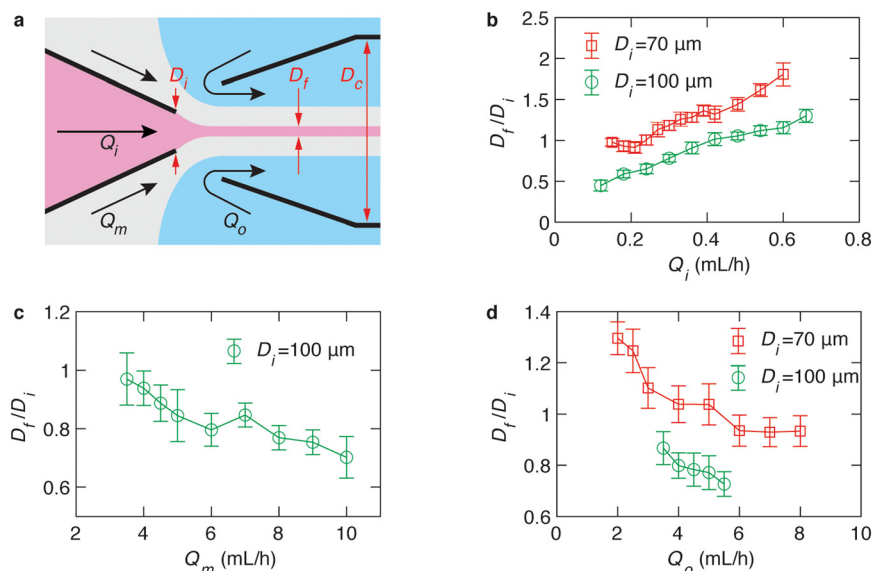 a
D_i
D_f
D_c
Q_i
Q_m
Q_o
b
D_i=70 μm
D_i=100 μm
D_f/D_i
2.5
2
1.5
1
0.5
0
0
0.2
0.4
0.6
0.8
Q_i (mL/h)
c
D_i=100 μm
D_f/D_i
1.2
1
0.8
0.6
2
4
6
8
10
Q_m (mL/h)
d
D_i=70 μm
D_i=100 μm
D_f/D_i
1.4
1.2
1
0.8
0.6
0
2
4
6
8
10
Q_o (mL/h)